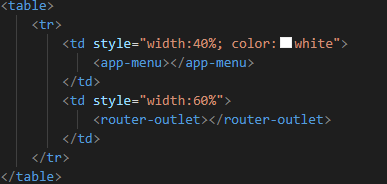 <table>
<tr>
<td style="width:40%; color:white">
<app-menu></app-menu>
</td>
<td style="width:60%">
<router-outlet></router-outlet>
</td>
</tr>
</table>